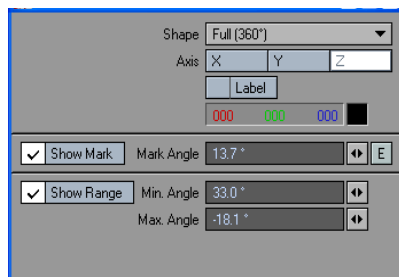 Shape Full (360°)
Axis X Y Z
Label
000 000 000
Show Mark Mark Angle 13.7 ° E
Show Range Min. Angle 33.0 °
Max. Angle -18.1 °